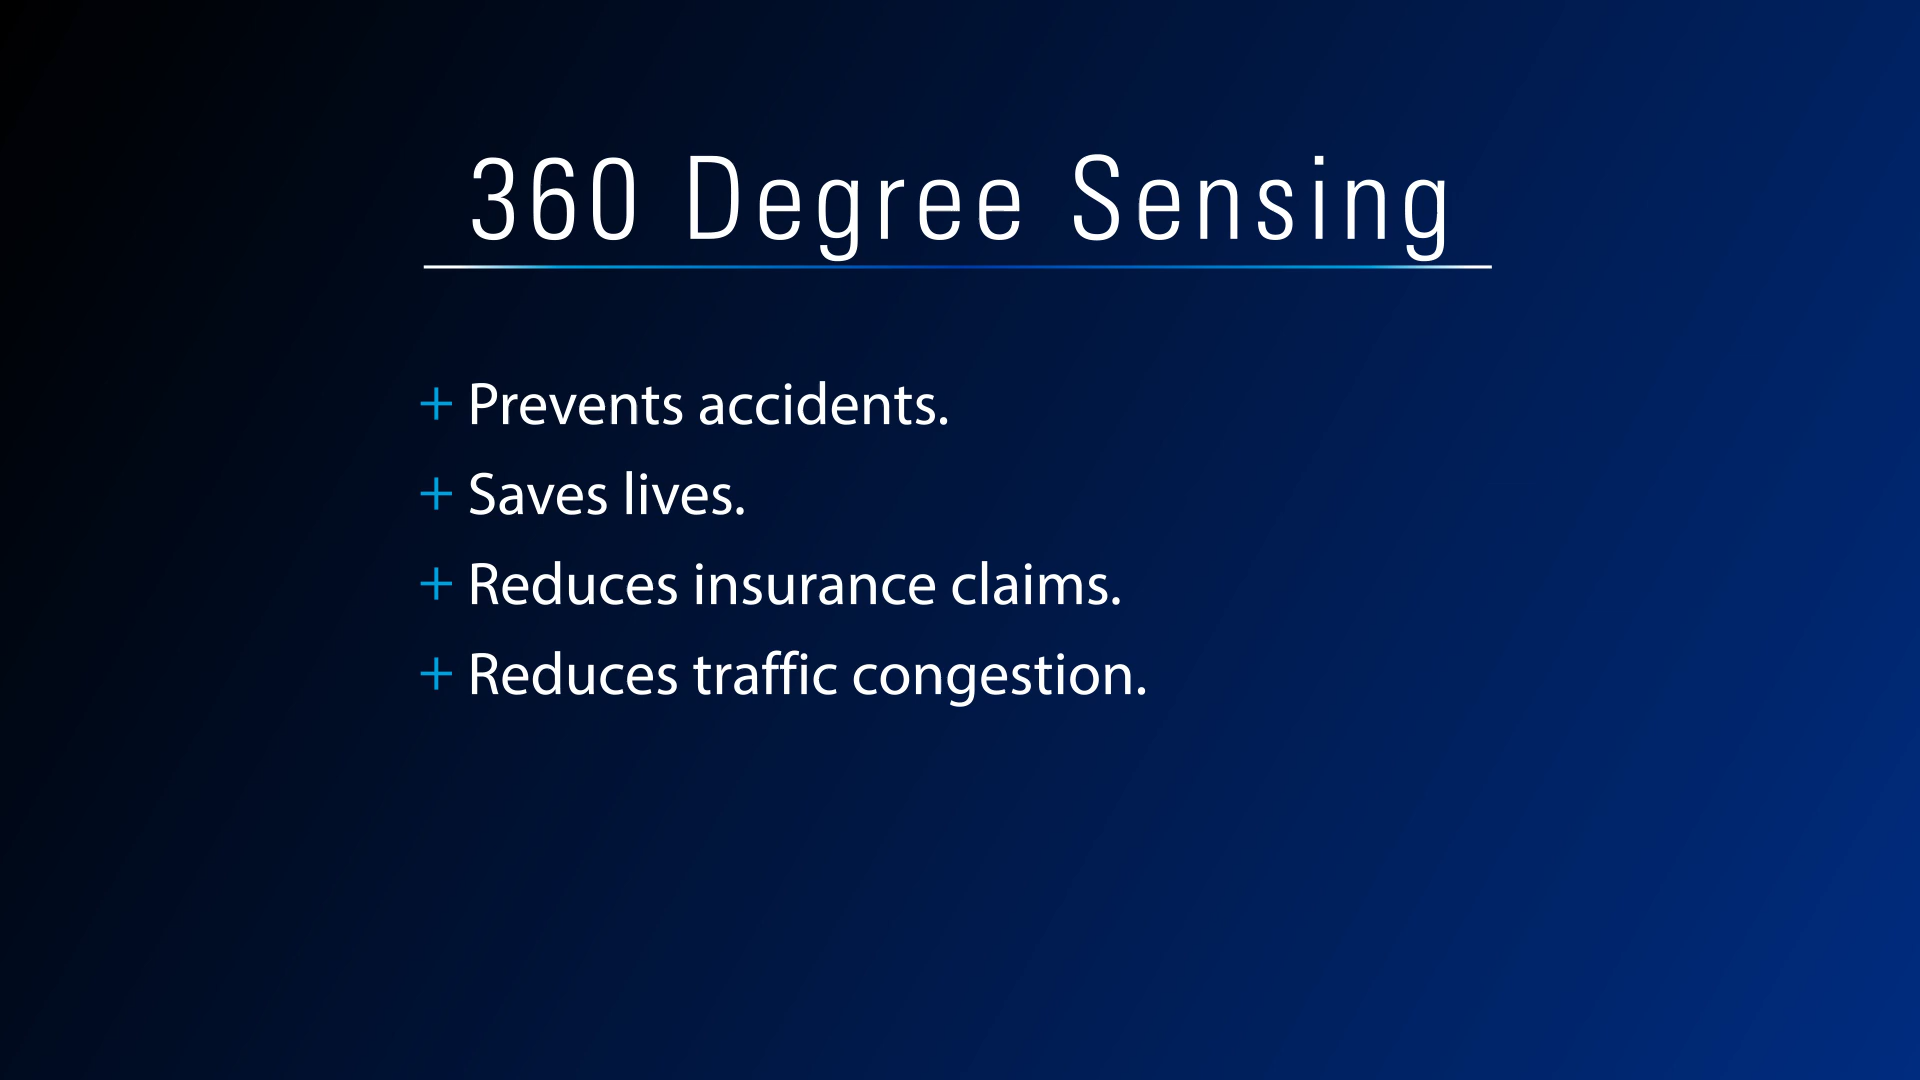 360 Degree Sensing
+ Prevents accidents.
+ Saves lives.
+ Reduces insurance claims.
+ Reduces traffic congestion.